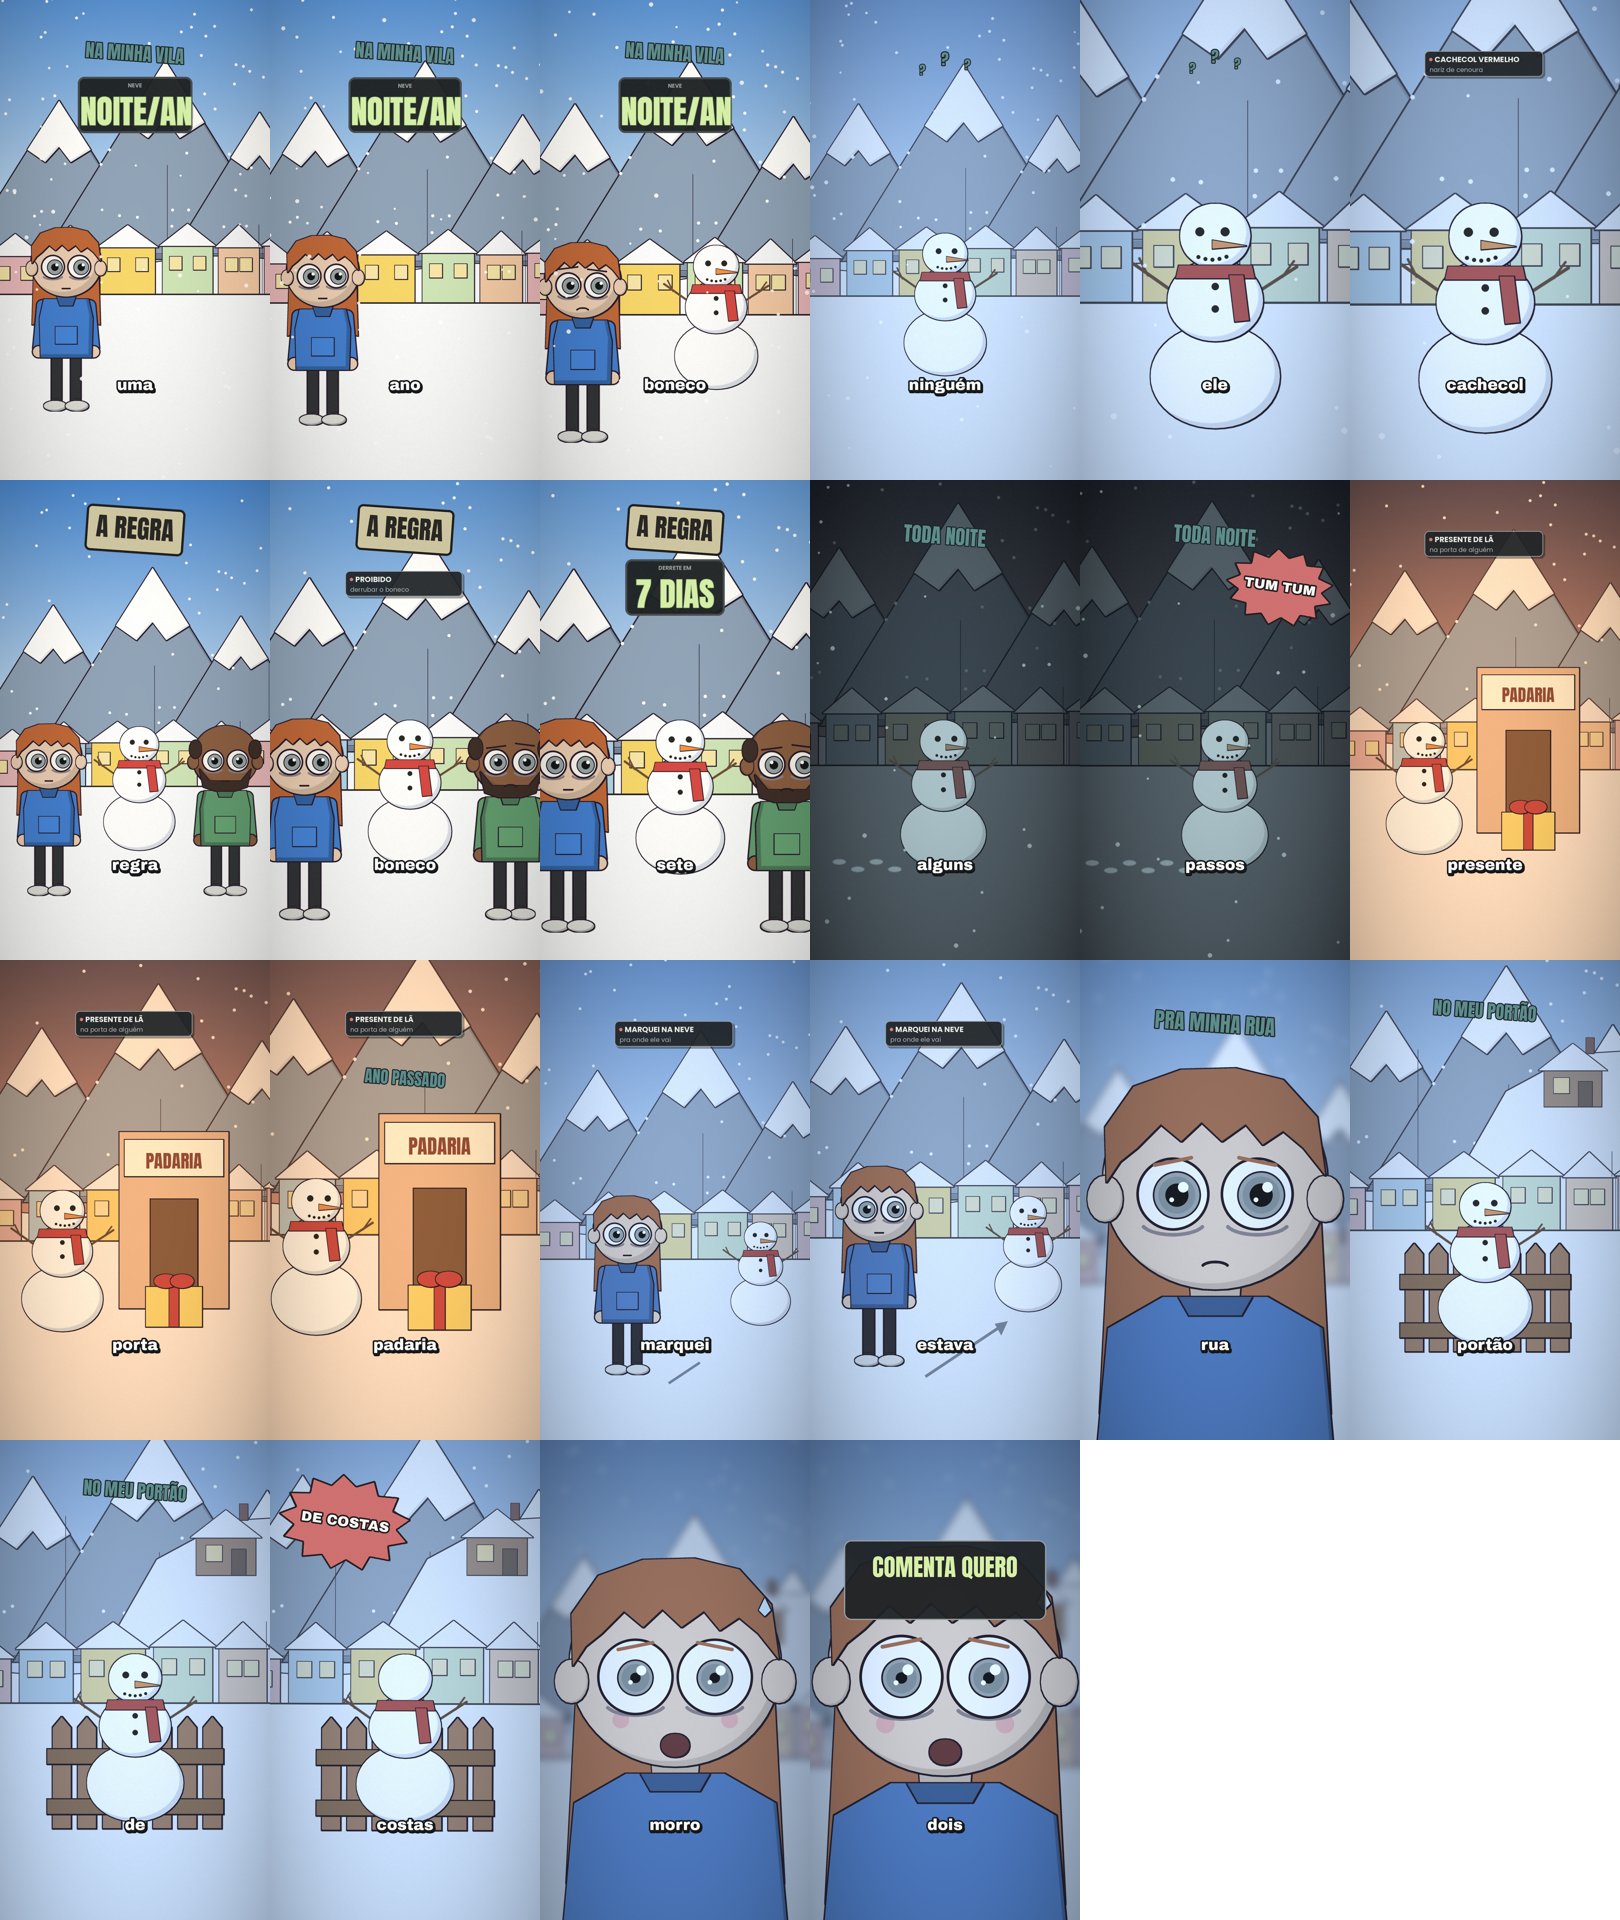 NA MINHA VILA
NEVE
NOITE/AN
uma
NA MINHA VILA
NEVE
NOITE/AN
ano
NA MINHA VILA
NEVE
NOITE/AN
boneco
? ? ?
ninguém
? ? ?
ele
CACHECOL VERMELHO
nariz de cenoura
cachecol
A REGRA
regra
A REGRA
PROIBIDO
derrubar o boneco
boneco
A REGRA
DERRETE EM
7 DIAS
sete
TODA NOITE
alguns
TODA NOITE
TUM TUM
passos
PRESENTE DE LÃ
na porta de alguém
PADARIA
presente
PRESENTE DE LÃ
na porta de alguém
PADARIA
porta
PRESENTE DE LÃ
na porta de alguém
ANO PASSADO
PADARIA
padaria
MARQUEI NA NEVE
pra onde ele vai
marquei
MARQUEI NA NEVE
pra onde ele vai
estava
PRA MINHA RUA
rua
NO MEU PORTÃO
portão
NO MEU PORTÃO
de
DE COSTAS
costas
morro
COMENTA QUERO
dois